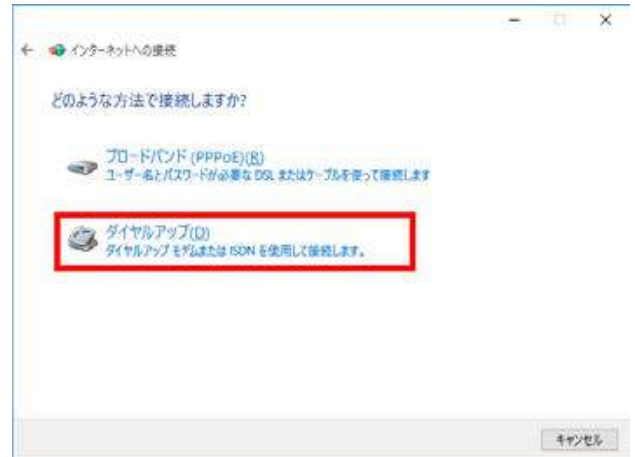 インターネットへの接続
どのような方法で接続しますか?
ブロードバンド (PPPoE)(R)
ユーザー名とパスワードが必要な DSL またはケーブルを使って接続します
ダイヤルアップ(D)
ダイヤルアップ モデムまたは ISDN を使用して接続します。
キャンセル